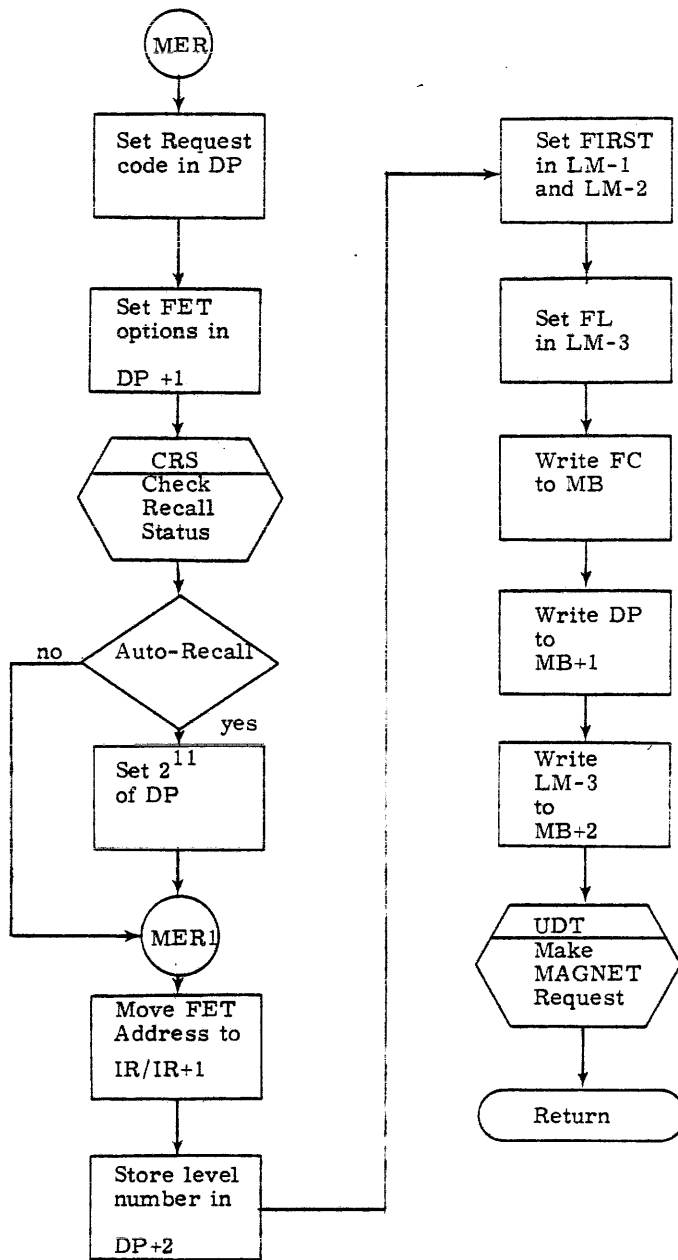 MER
Set Request
code in DP
Set FET
options in
DP +1
CRS
Check
Recall
Status
Auto-Recall
no
yes
Set 2^11
of DP
MER1
Move FET
Address to
IR/IR+1
Store level
number in
DP+2
Set FIRST
in LM-1
and LM-2
Set FL
in LM-3
Write FC
to MB
Write DP
to
MB+1
Write
LM-3
to
MB+2
UDT
Make
MAGNET
Request
Return